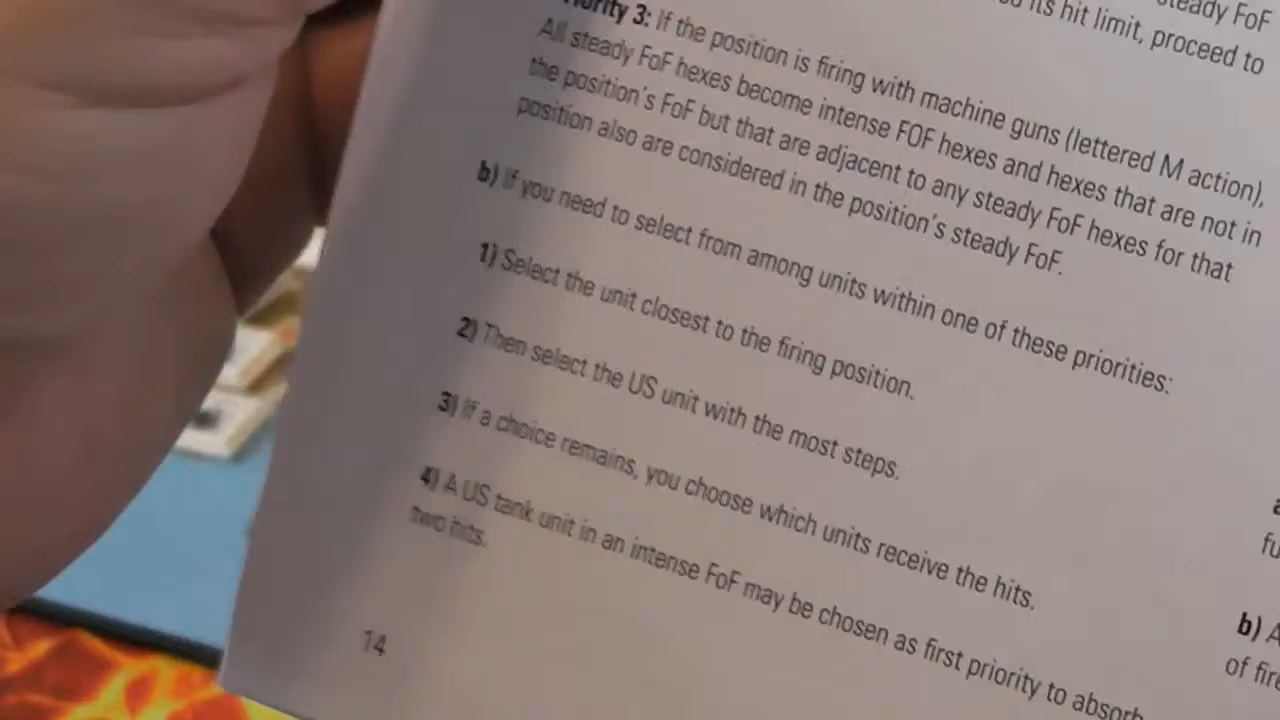 steady FoF
its hit limit, proceed to
3: If the position is firing with machine guns (lettered M action),
All steady FoF hexes become intense FOF hexes and hexes that are not in
the position's FoF but that are adjacent to any steady FoF hexes for that
position also are considered in the position's steady FoF.
b) If you need to select from among units within one of these priorities:
1) Select the unit closest to the firing position.
2) Then select the US unit with the most steps.
3) If a choice remains, you choose which units receive the hits.
4) A US tank unit in an intense FoF may be chosen as first priority to absorb
two hits.
14
b) A
of fire